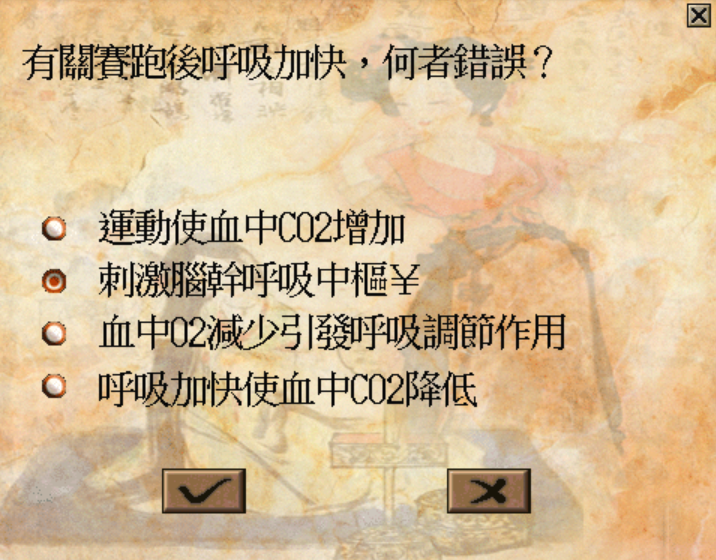 有關賽跑後呼吸加快，何者錯誤？
運動使血中CO2增加
刺激腦幹呼吸中樞￥
血中O2減少引發呼吸調節作用
呼吸加快使血中CO2降低